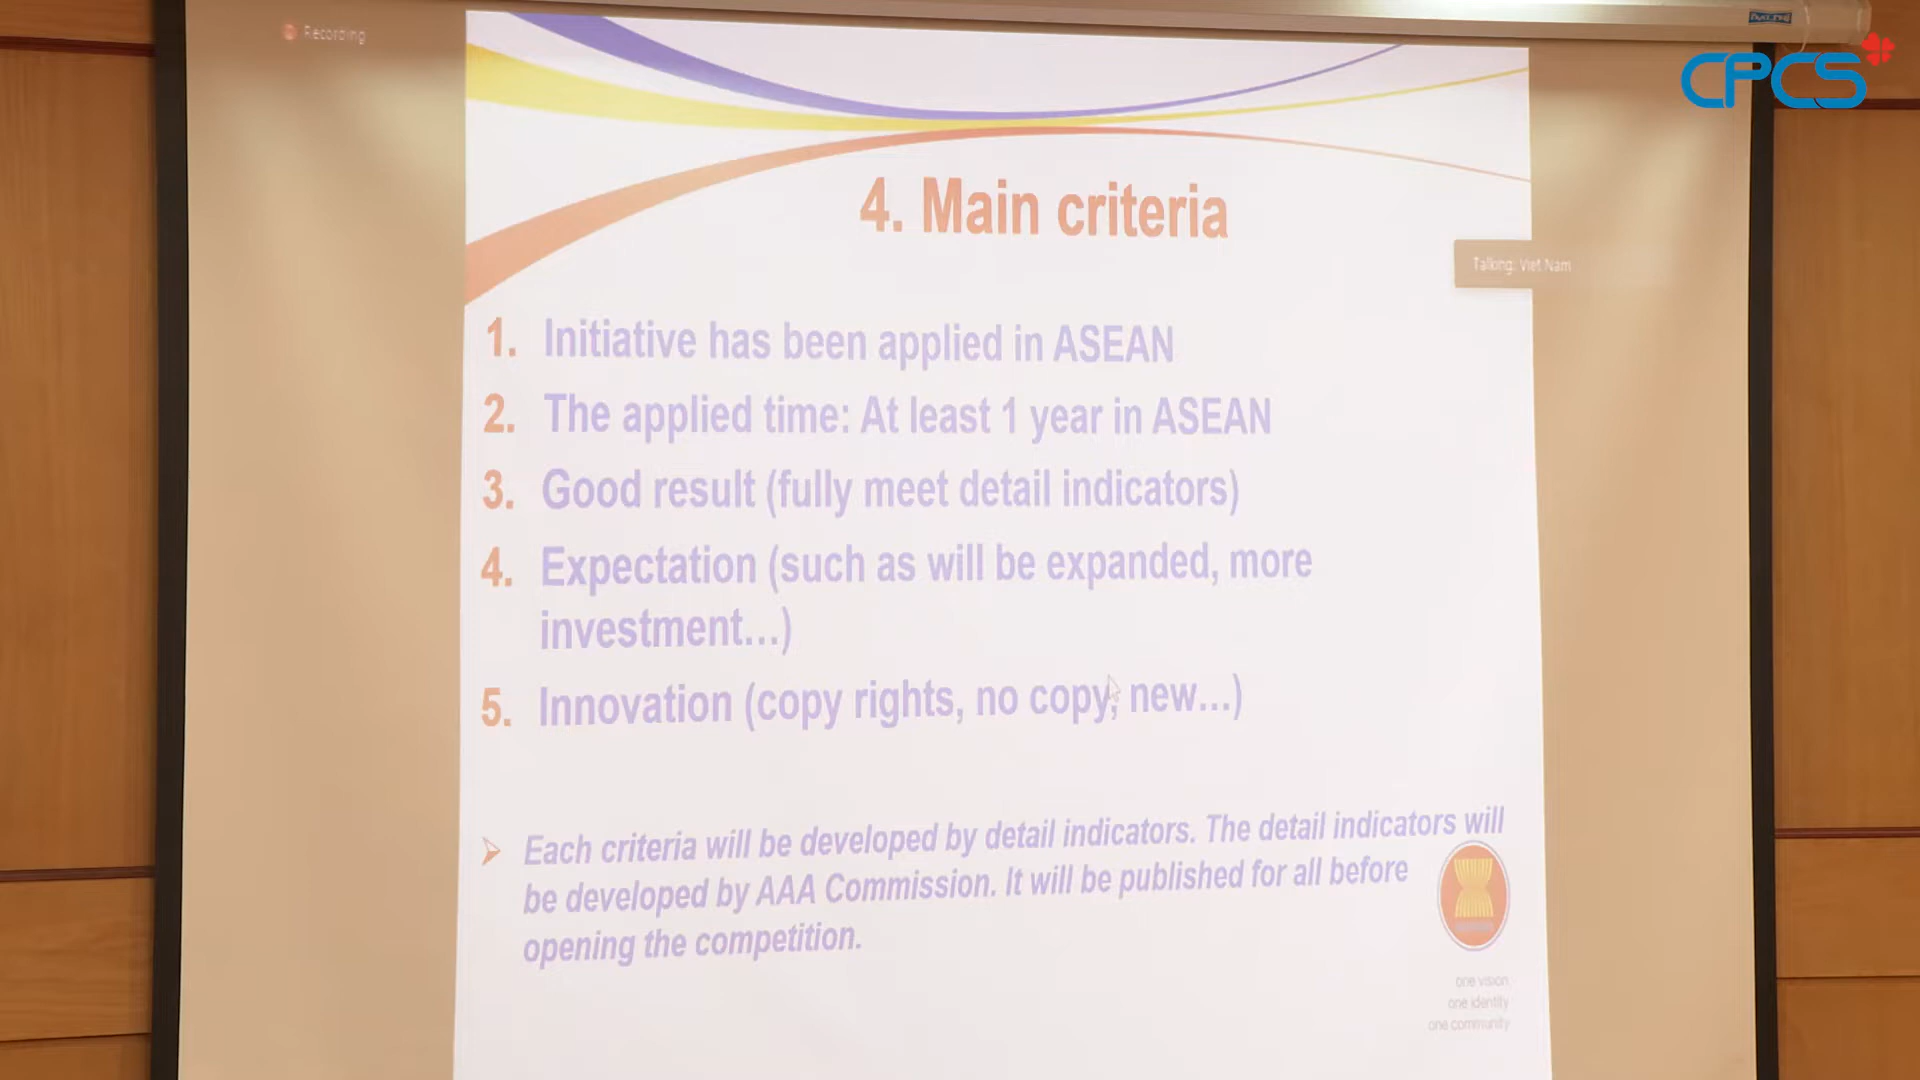 Recording
CPCS
4. Main criteria
Talking: Viet Nam
1. Initiative has been applied in ASEAN
2. The applied time: At least 1 year in ASEAN
3. Good result (fully meet detail indicators)
4. Expectation (such as will be expanded, more
investment...)
5. Innovation (copy rights, no copy, new...)
Each criteria will be developed by detail indicators. The detail indicators will
be developed by AAA Commission. It will be published for all before
opening the competition.
one vision
one identity
one community